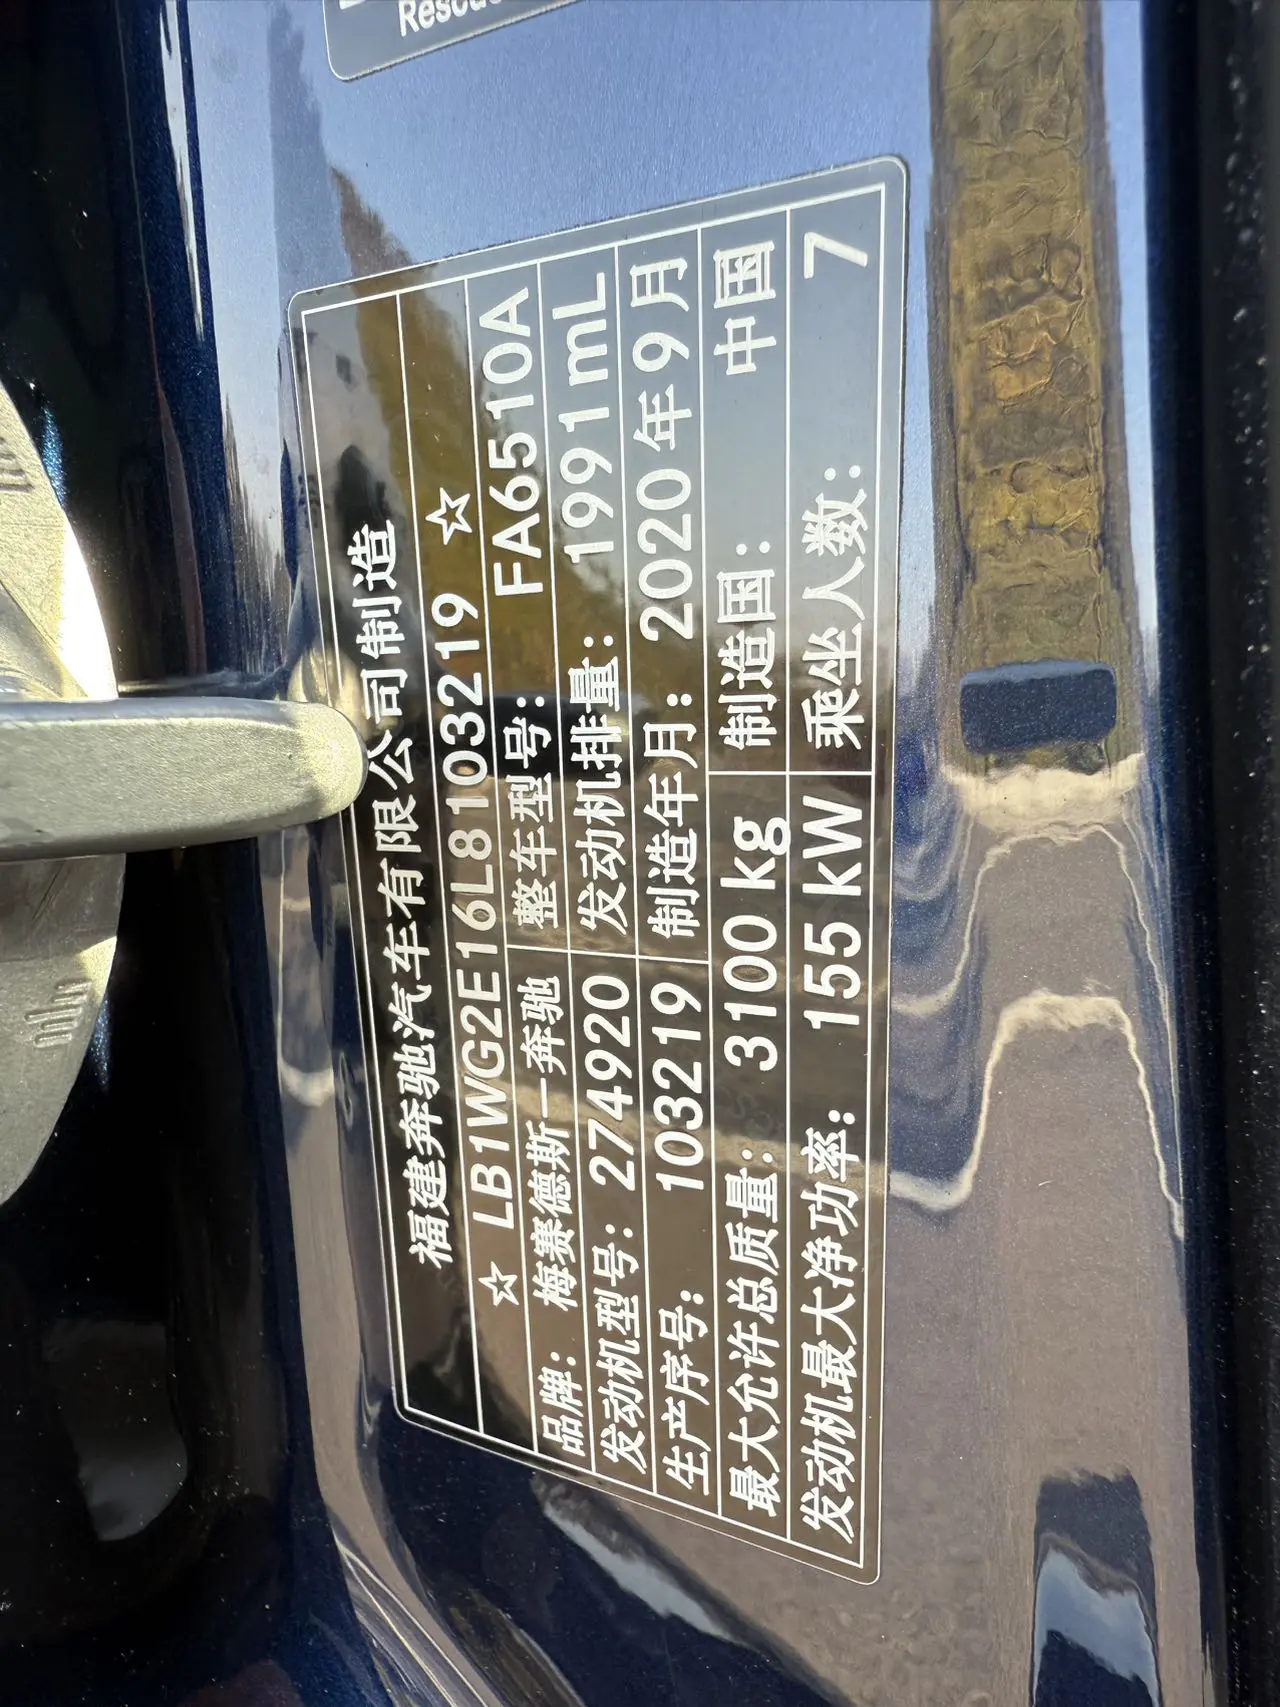 Rescue
福建奔驰汽车有限公司制造
☆ LB1WG2E16L8103219 ☆
品牌: 梅赛德斯—奔驰 整车型号: FA6510A
发动机型号: 274920 发动机排量: 1991mL
生产序号: 103219 制造年月: 2020年9月
最大允许总质量: 3100 kg 制造国: 中国
发动机最大净功率: 155 kW 乘坐人数: 7